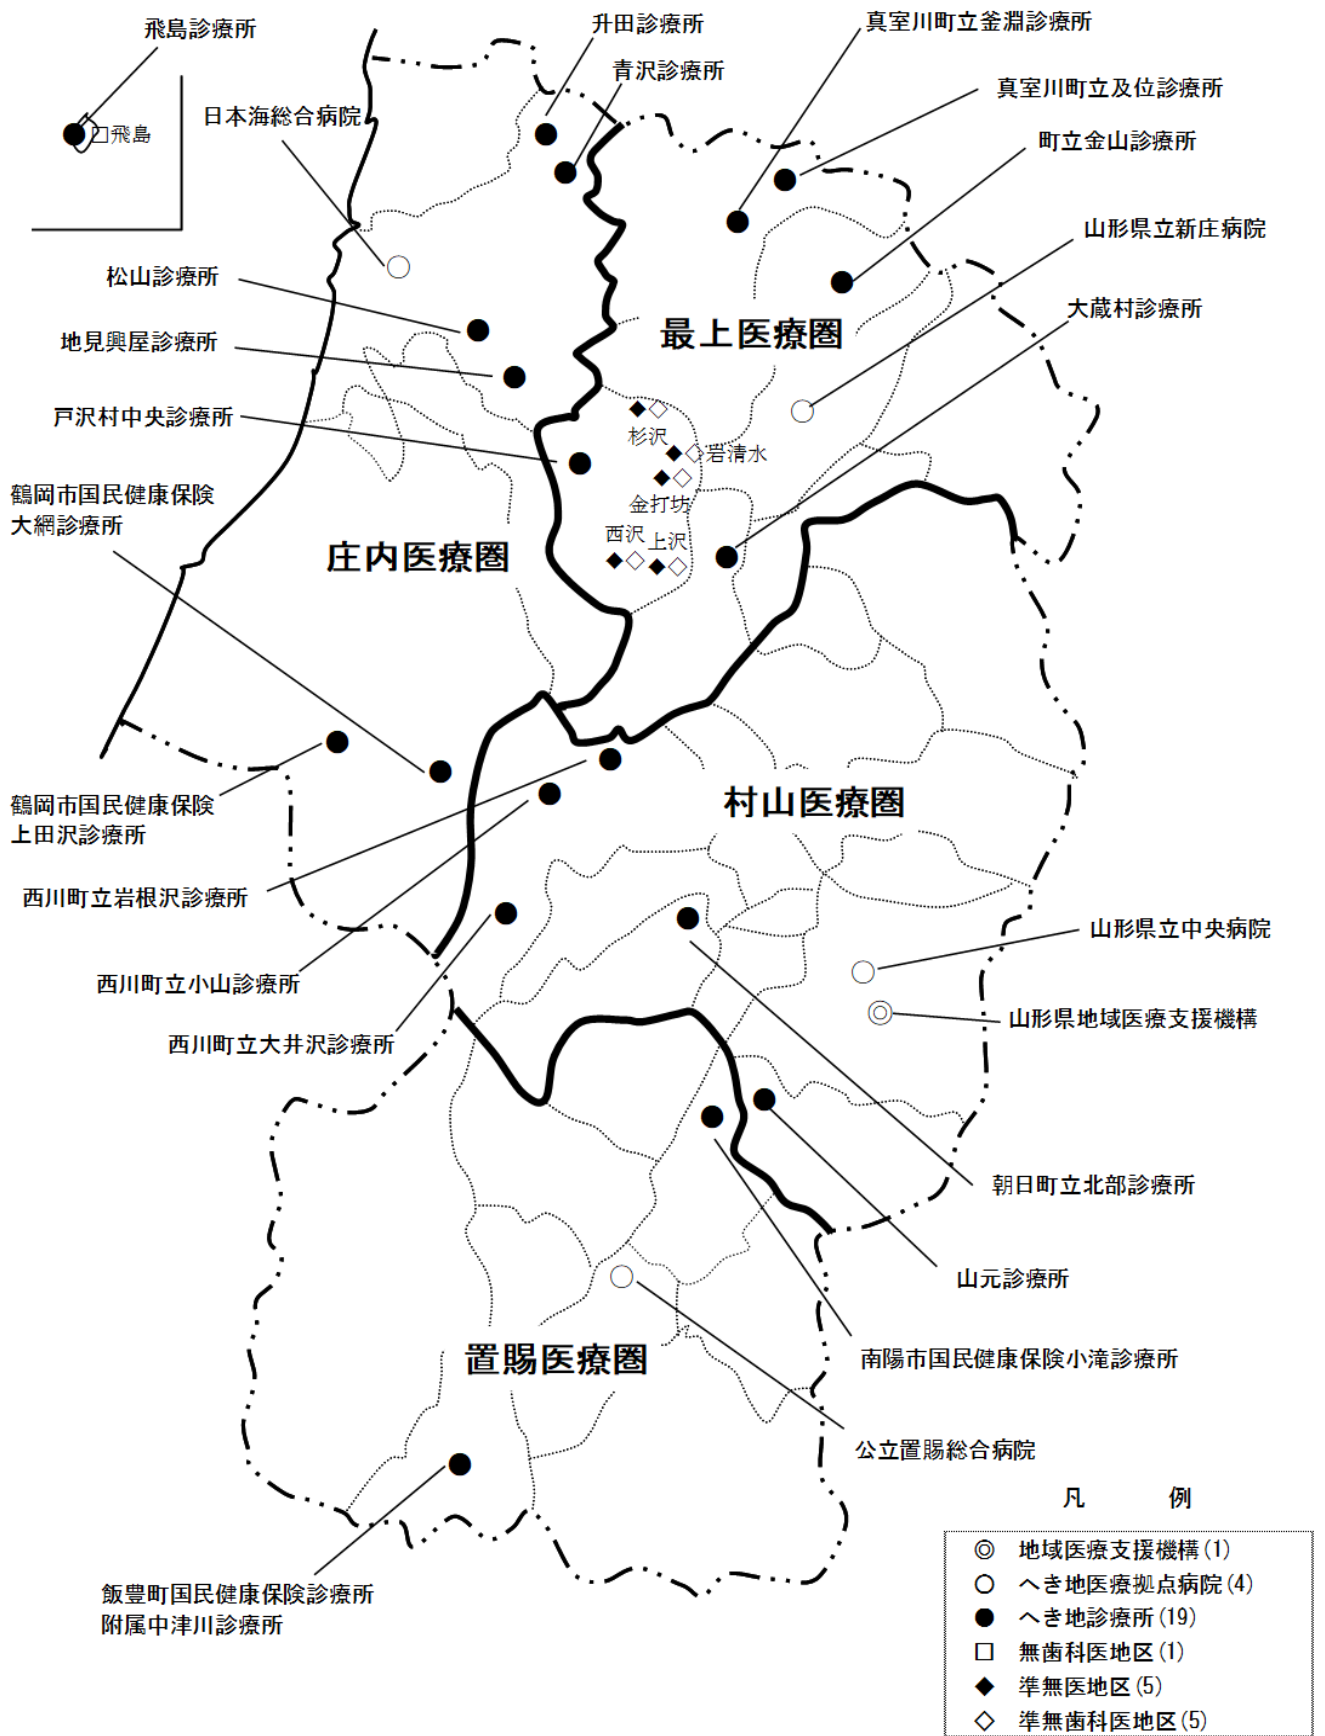 飛島診療所
升田診療所
真室川町立釜淵診療所
青沢診療所
真室川町立及位診療所
日本海総合病院
□飛島
町立金山診療所
山形県立新庄病院
松山診療所
大蔵村診療所
地見興屋診療所
最上医療圏
戸沢村中央診療所
◆◇
杉沢
◆◇岩清水
◆◇
金打坊
鶴岡市国民健康保険
大網診療所
西沢
上沢
◆◇
◆◇
庄内医療圏
村山医療圏
鶴岡市国民健康保険
上田沢診療所
西川町立岩根沢診療所
山形県立中央病院
西川町立小山診療所
山形県地域医療支援機構
西川町立大井沢診療所
朝日町立北部診療所
山元診療所
置賜医療圏
南陽市国民健康保険小滝診療所
公立置賜総合病院
飯豊町国民健康保険診療所
附属中津川診療所
凡 例
◎ 地域医療支援機構(1)
○ へき地医療拠点病院(4)
● へき地診療所(19)
□ 無歯科医地区(1)
◆ 準無医地区(5)
◇ 準無歯科医地区(5)